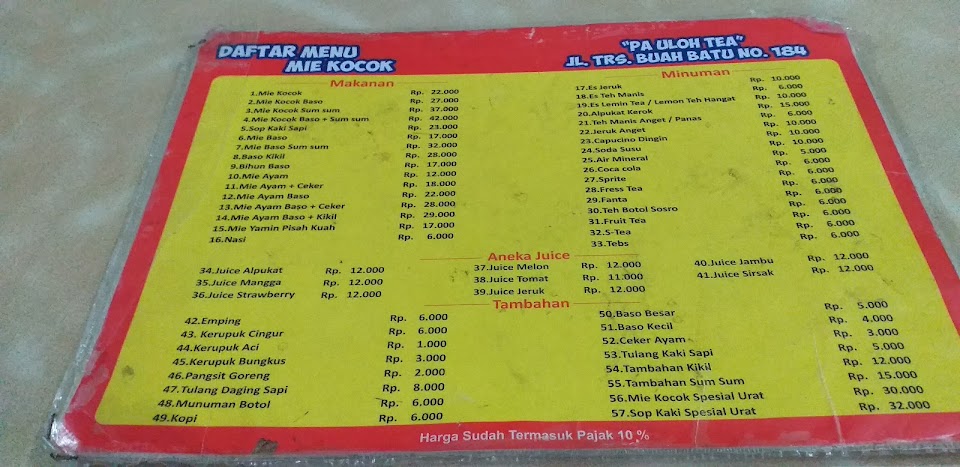 DAFTAR MENU
MIE KOCOK
"PA ULOH TEA"
JL. TRS. BUAH BATU NO. 184
Makanan
1.Mie Kocok Rp. 22.000
2.Mie Kocok Baso Rp. 27.000
3.Mie Kocok Sum sum Rp. 37.000
4.Mie Kocok Baso + Sum sum Rp. 42.000
5.Sop Kaki Sapi Rp. 23.000
6.Mie Baso Rp. 17.000
7.Mie Baso Sum sum Rp. 32.000
8.Baso Kikil Rp. 28.000
9.Bihun Baso Rp. 17.000
10.Mie Ayam Rp. 12.000
11.Mie Ayam + Ceker Rp. 18.000
12.Mie Ayam Baso Rp. 22.000
13.Mie Ayam Baso + Ceker Rp. 28.000
14.Mie Ayam Baso + Kikil Rp. 29.000
15.Mie Yamin Pisah Kuah Rp. 17.000
16.Nasi Rp. 6.000
Minuman
17.Es Jeruk Rp. 10.000
18.Es Teh Manis Rp. 6.000
19.Es Lemin Tea / Lemon Teh Hangat Rp. 10.000
20.Alpukat Kerok Rp. 15.000
21.Teh Manis Anget / Panas Rp. 6.000
22.Jeruk Anget Rp. 10.000
23.Capucino Dingin Rp. 10.000
24.Soda Susu Rp. 10.000
25.Air Mineral Rp. 5.000
26.Coca cola Rp. 6.000
27.Sprite Rp. 6.000
28.Fress Tea Rp. 6.000
29.Fanta Rp. 6.000
30.Teh Botol Sosro Rp. 6.000
31.Fruit Tea Rp. 6.000
32.S-Tea Rp. 6.000
33.Tebs Rp. 6.000
Aneka Juice
34.Juice Alpukat Rp. 12.000
35.Juice Mangga Rp. 12.000
36.Juice Strawberry Rp. 12.000
37.Juice Melon Rp. 12.000
38.Juice Tomat Rp. 11.000
39.Juice Jeruk Rp. 12.000
40.Juice Jambu Rp. 12.000
41.Juice Sirsak Rp. 12.000
Tambahan
42.Emping Rp. 6.000
43. Kerupuk Cingur Rp. 6.000
44.Kerupuk Aci Rp. 1.000
45.Kerupuk Bungkus Rp. 3.000
46.Pangsit Goreng Rp. 2.000
47.Tulang Daging Sapi Rp. 8.000
48.Munuman Botol Rp. 6.000
49.Kopi Rp. 6.000
50.Baso Besar Rp. 5.000
51.Baso Kecil Rp. 4.000
52.Ceker Ayam Rp. 3.000
53.Tulang Kaki Sapi Rp. 5.000
54.Tambahan Kikil Rp. 12.000
55.Tambahan Sum Sum Rp. 15.000
56.Mie Kocok Spesial Urat Rp. 30.000
57.Sop Kaki Spesial Urat Rp. 32.000
Harga Sudah Termasuk Pajak 10 %